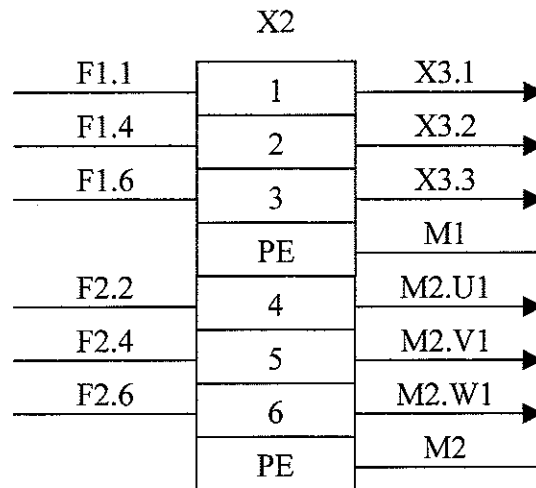 X2
F1.1 1 X3.1
F1.4 2 X3.2
F1.6 3 X3.3
PE M1
F2.2 4 M2.U1
F2.4 5 M2.V1
F2.6 6 M2.W1
PE M2